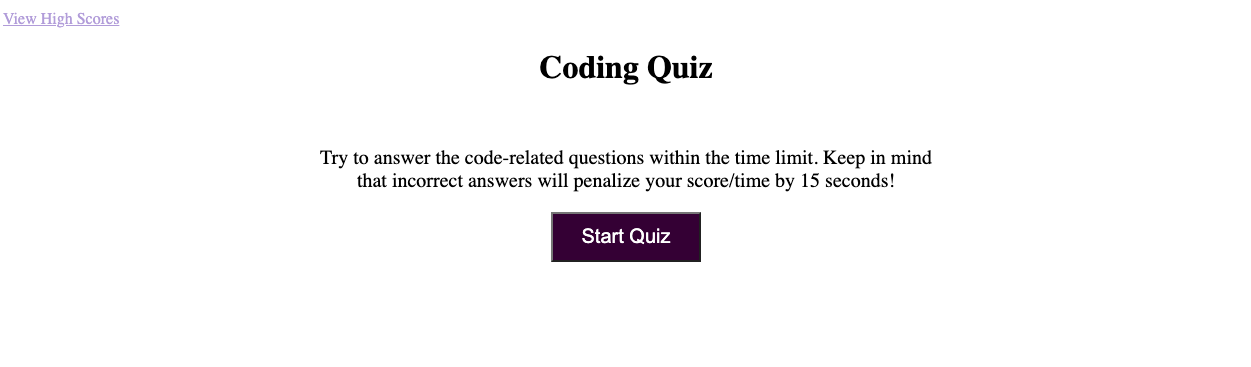 View High Scores
Coding Quiz
Try to answer the code-related questions within the time limit. Keep in mind
that incorrect answers will penalize your score/time by 15 seconds!
Start Quiz